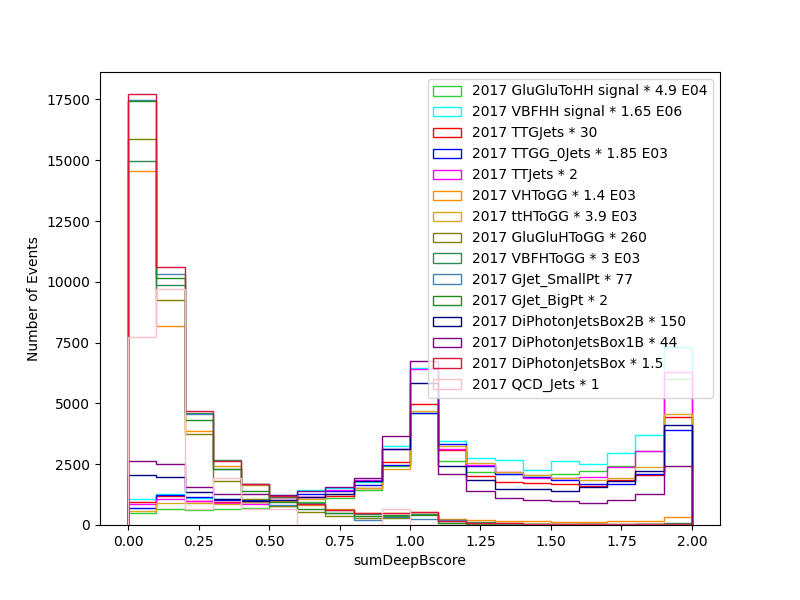 17500
15000
12500
10000
7500
5000
2500
0
Number of Events
0.00 0.25 0.50 0.75 1.00 1.25 1.50 1.75 2.00
sumDeepBscore
2017 GluGluToHH signal * 4.9 E04
2017 VBFHH signal * 1.65 E06
2017 TTGJets * 30
2017 TTGG_0Jets * 1.85 E03
2017 TTJets * 2
2017 VHToGG * 1.4 E03
2017 ttHToGG * 3.9 E03
2017 GluGluHToGG * 260
2017 VBFHToGG * 3 E03
2017 GJet_SmallPt * 77
2017 GJet_BigPt * 2
2017 DiPhotonJetsBox2B * 150
2017 DiPhotonJetsBox1B * 44
2017 DiPhotonJetsBox * 1.5
2017 QCD_Jets * 1